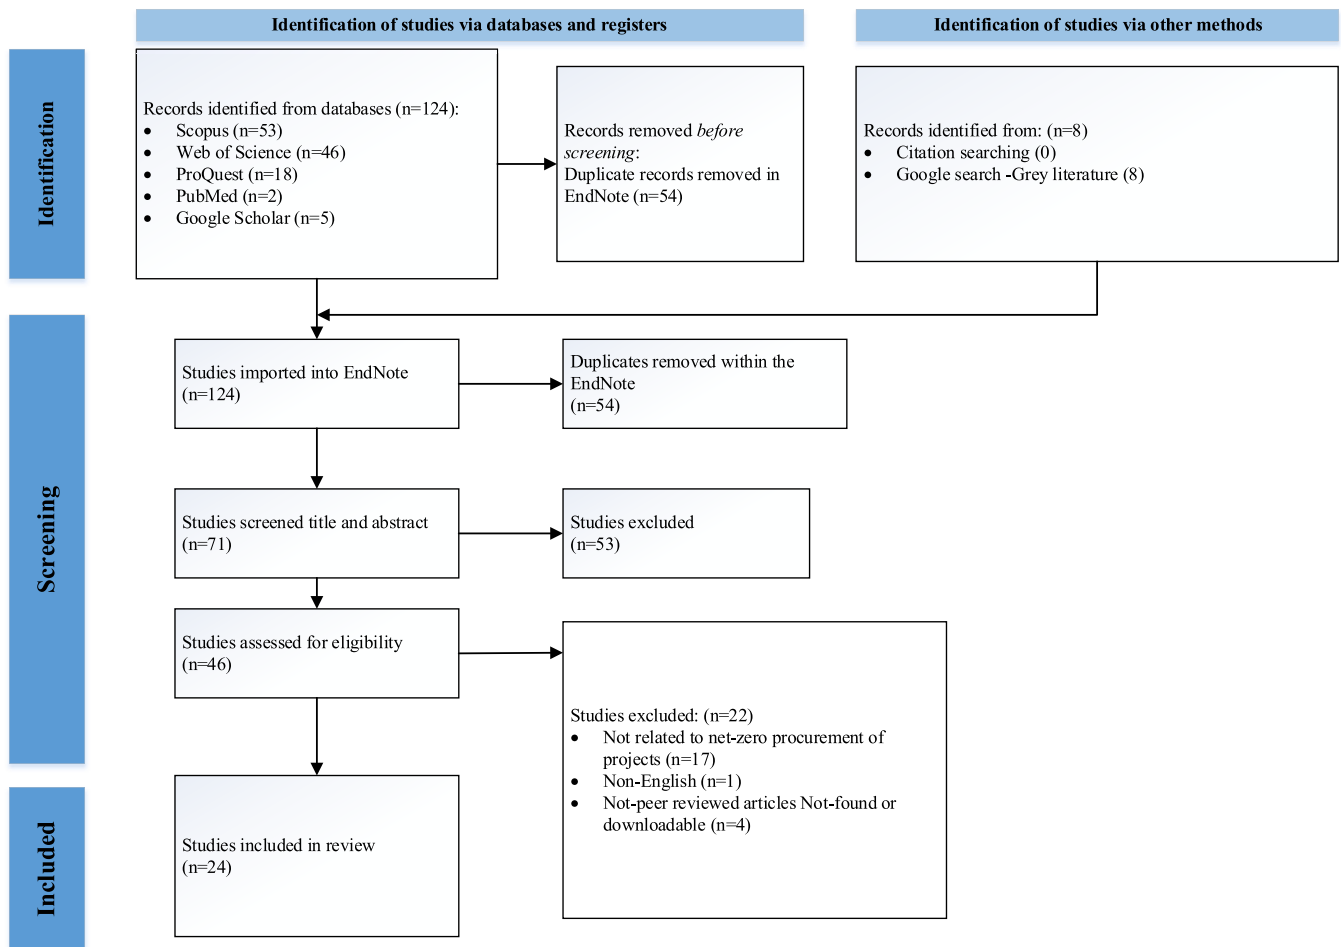 Identification of studies via databases and registers
Identification of studies via other methods
Identification
Records identified from databases (n=124):
• Scopus (n=53)
• Web of Science (n=46)
• ProQuest (n=18)
• PubMed (n=2)
• Google Scholar (n=5)
Records removed before
screening:
Duplicate records removed in
EndNote (n=54)
Records identified from: (n=8)
• Citation searching (0)
• Google search -Grey literature (8)
Screening
Studies imported into EndNote
(n=124)
Duplicates removed within the
EndNote
(n=54)
Studies screened title and abstract
(n=71)
Studies excluded
(n=53)
Studies assessed for eligibility
(n=46)
Studies excluded: (n=22)
• Not related to net-zero procurement of
projects (n=17)
• Non-English (n=1)
• Not-peer reviewed articles Not-found or
downloadable (n=4)
Included
Studies included in review
(n=24)